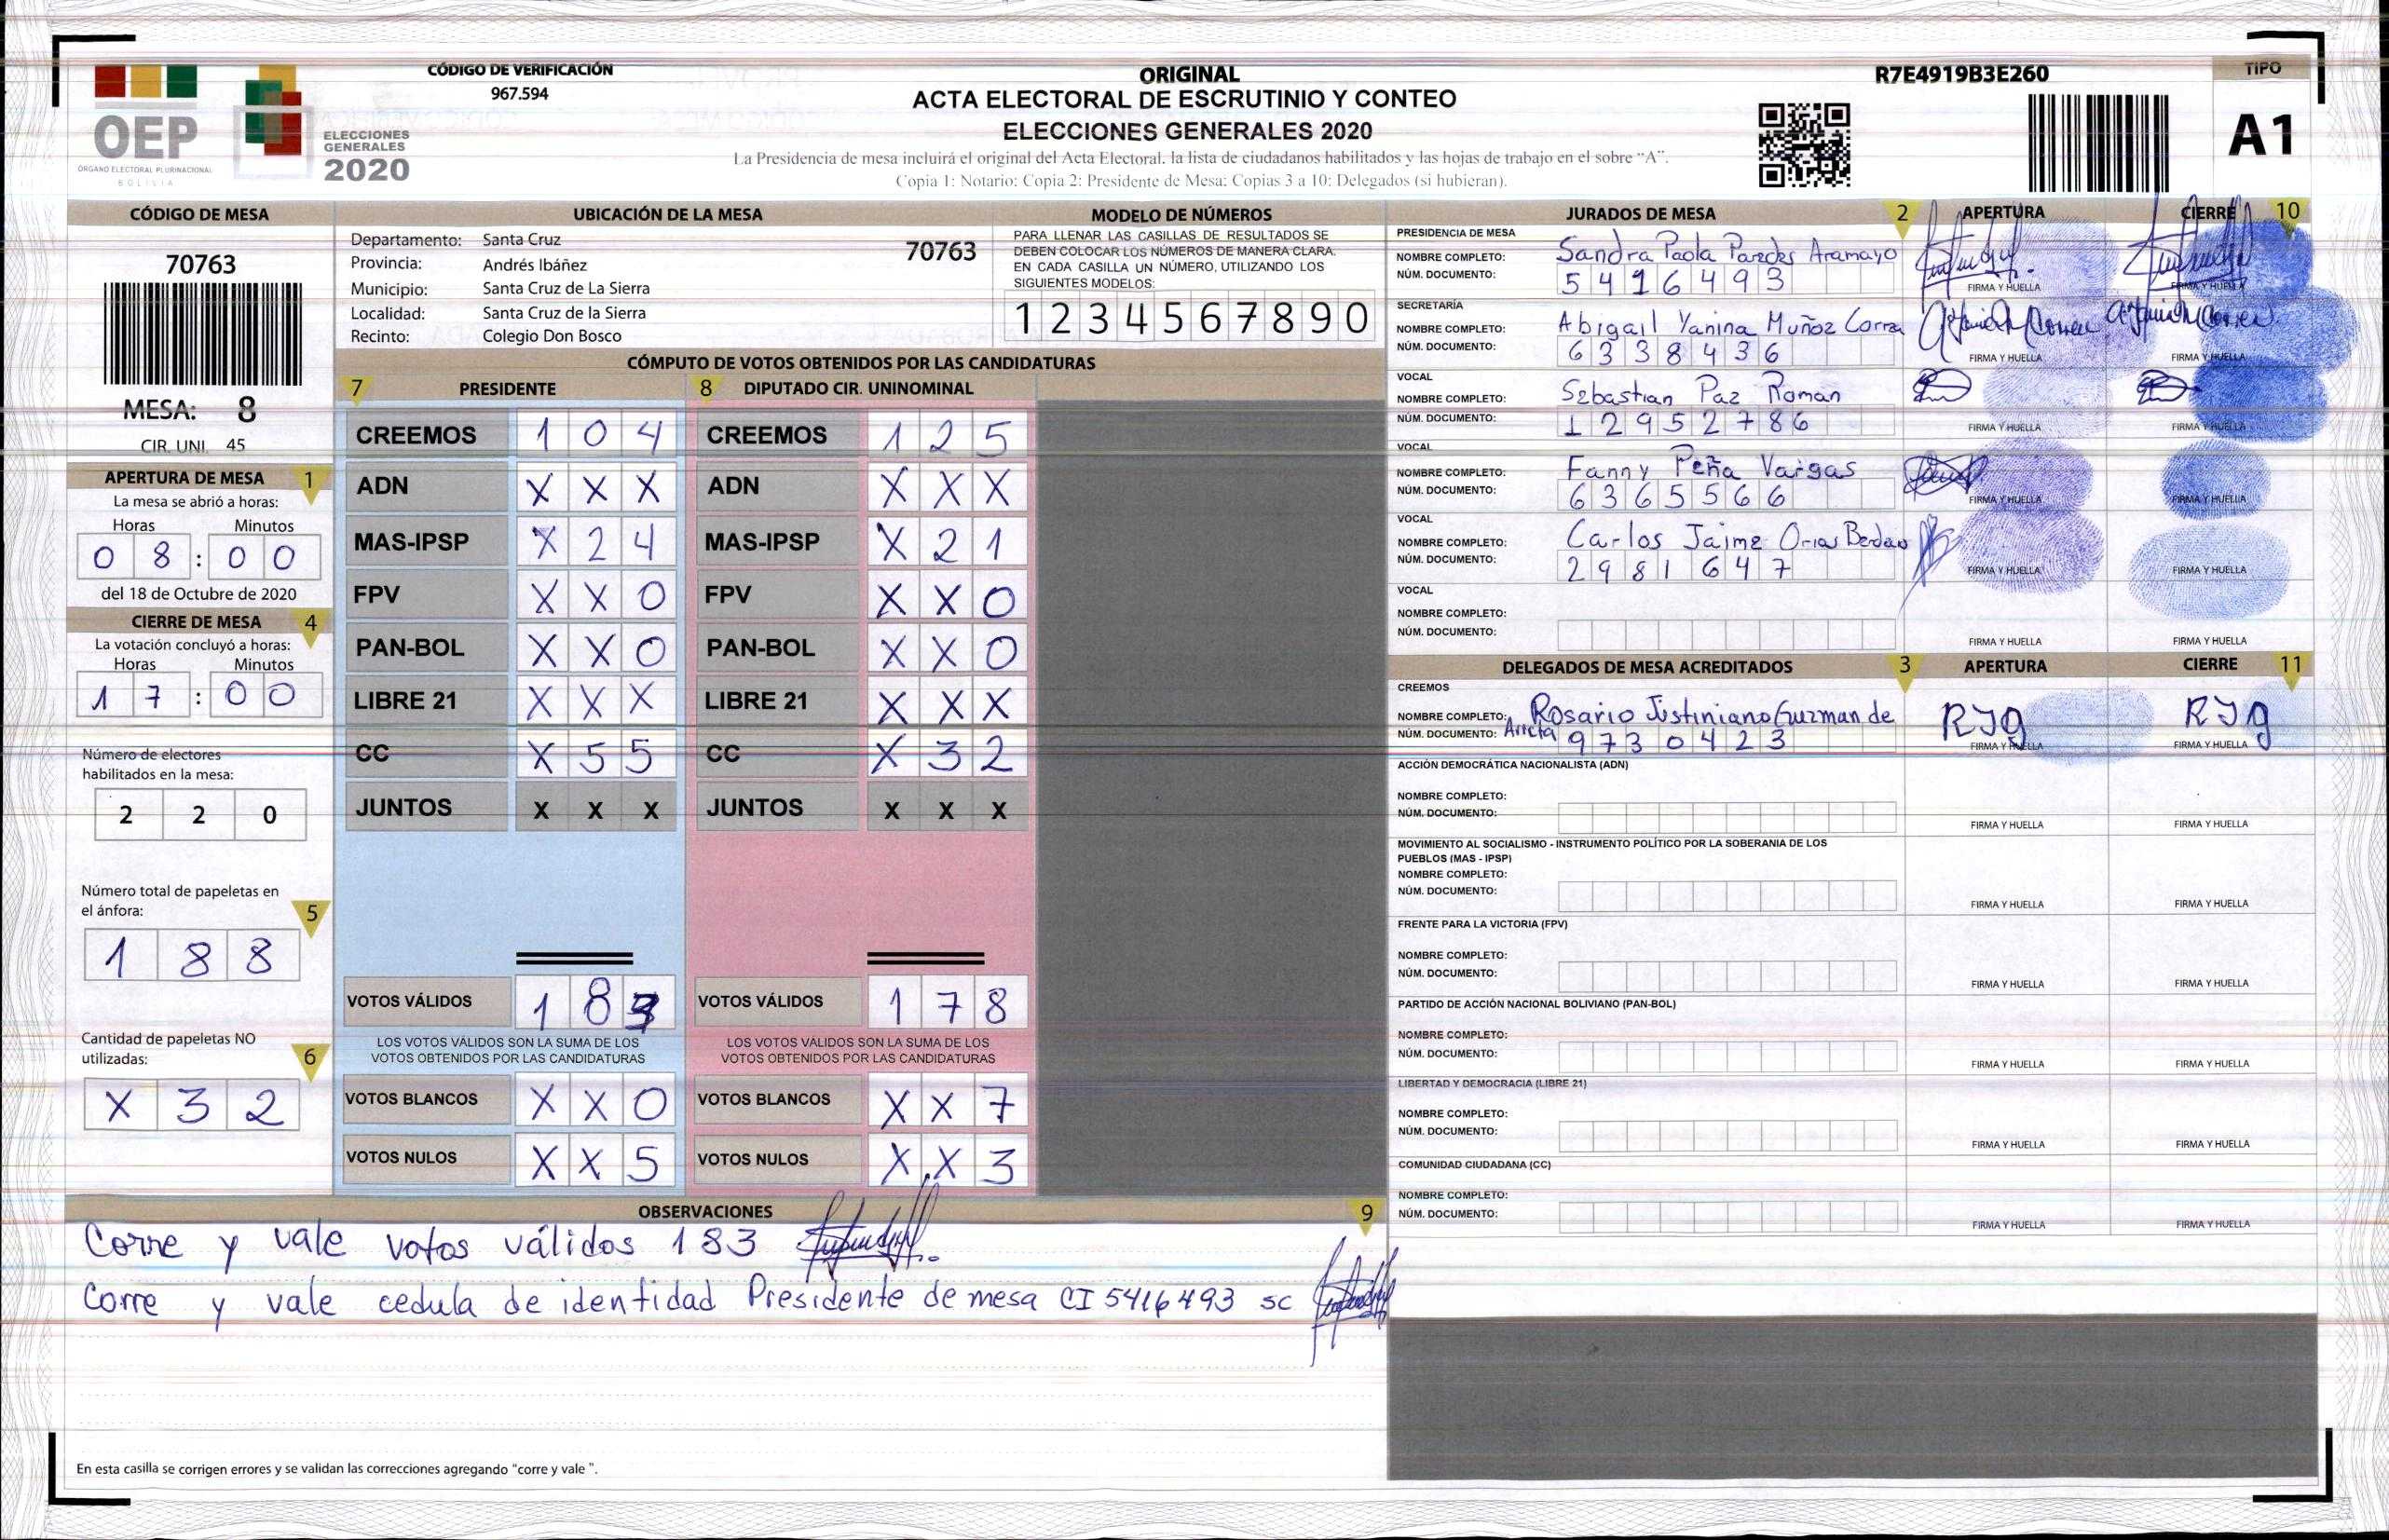 OEP
ÓRGANO ELECTORAL PLURINACIONAL
BOLIVIA
ELECCIONES
GENERALES
2020
CÓDIGO DE VERIFICACIÓN
967.594
ORIGINAL
ACTA ELECTORAL DE ESCRUTINIO Y CONTEO
ELECCIONES GENERALES 2020
La Presidencia de mesa incluirá el original del Acta Electoral, la lista de ciudadanos habilitados y las hojas de trabajo en el sobre "A".
Copia 1: Notario: Copia 2: Presidente de Mesa: Copias 3 a 10: Delegados (si hubieran).
R7E4919B3E260
TIPO
A1
CÓDIGO DE MESA
70763
MESA: 8
CIR. UNI. 45
APERTURA DE MESA 1
La mesa se abrió a horas:
Horas Minutos
0 8 : 0 0
del 18 de Octubre de 2020
CIERRE DE MESA 4
La votación concluyó a horas:
Horas Minutos
1 7 : 0 0
Número de electores
habilitados en la mesa:
2 2 0
Número total de papeletas en
el ánfora: 5
1 8 8
Cantidad de papeletas NO
utilizadas: 6
X 3 2
UBICACIÓN DE LA MESA
Departamento: Santa Cruz 70763
Provincia: Andrés Ibáñez
Municipio: Santa Cruz de La Sierra
Localidad: Santa Cruz de la Sierra
Recinto: Colegio Don Bosco
MODELO DE NÚMEROS
PARA LLENAR LAS CASILLAS DE RESULTADOS SE
DEBEN COLOCAR LOS NÚMEROS DE MANERA CLARA.
EN CADA CASILLA UN NÚMERO, UTILIZANDO LOS
SIGUIENTES MODELOS:
1 2 3 4 5 6 7 8 9 0
CÓMPUTO DE VOTOS OBTENIDOS POR LAS CANDIDATURAS
7 PRESIDENTE 8 DIPUTADO CIR. UNINOMINAL
CREEMOS 1 0 4 CREEMOS 1 2 5
ADN X X X ADN X X X
MAS-IPSP X 2 4 MAS-IPSP X 2 1
FPV X X 0 FPV X X 0
PAN-BOL X X 0 PAN-BOL X X 0
LIBRE 21 X X X LIBRE 21 X X X
CC X 5 5 CC X 3 2
JUNTOS X X X JUNTOS X X X
VOTOS VÁLIDOS 1 8 3 VOTOS VÁLIDOS 1 7 8
LOS VOTOS VÁLIDOS SON LA SUMA DE LOS LOS VOTOS VÁLIDOS SON LA SUMA DE LOS
VOTOS OBTENIDOS POR LAS CANDIDATURAS VOTOS OBTENIDOS POR LAS CANDIDATURAS
VOTOS BLANCOS X X 0 VOTOS BLANCOS X X 7
VOTOS NULOS X X 5 VOTOS NULOS X X 3
OBSERVACIONES 9
Corre y vale votos válidos 183
Corre y vale cedula de identidad Presidente de mesa CI 5416493 SC
En esta casilla se corrigen errores y se validan las correcciones agregando "corre y vale ".
JURADOS DE MESA 2 APERTURA CIERRE 10
PRESIDENCIA DE MESA
NOMBRE COMPLETO: Sandra Paola Paredes Aramayo
NÚM. DOCUMENTO: 5 4 1 6 4 9 3
FIRMA Y HUELLA FIRMA Y HUELLA
SECRETARÍA
NOMBRE COMPLETO: Abigail Yanina Muñoz Correa
NÚM. DOCUMENTO: 6 3 3 8 4 3 6
FIRMA Y HUELLA FIRMA Y HUELLA
VOCAL
NOMBRE COMPLETO: Sebastian Paz Roman
NÚM. DOCUMENTO: 1 2 9 5 2 7 8 6
FIRMA Y HUELLA FIRMA Y HUELLA
VOCAL
NOMBRE COMPLETO: Fanny Peña Vargas
NÚM. DOCUMENTO: 6 3 6 5 5 6 6
FIRMA Y HUELLA FIRMA Y HUELLA
VOCAL
NOMBRE COMPLETO: Carlos Jaime
NÚM. DOCUMENTO: 2 9 8 1 6 4 7
FIRMA Y HUELLA FIRMA Y HUELLA
VOCAL
NOMBRE COMPLETO:
NÚM. DOCUMENTO:
FIRMA Y HUELLA FIRMA Y HUELLA
DELEGADOS DE MESA ACREDITADOS 3 APERTURA CIERRE 11
CREEMOS
NOMBRE COMPLETO: Rosario Justiniano Guzman de
NÚM. DOCUMENTO: Arieta 9 7 3 0 4 2 3
RJg RJg
FIRMA Y HUELLA FIRMA Y HUELLA
ACCIÓN DEMOCRÁTICA NACIONALISTA (ADN)
NOMBRE COMPLETO:
NÚM. DOCUMENTO:
FIRMA Y HUELLA FIRMA Y HUELLA
MOVIMIENTO AL SOCIALISMO - INSTRUMENTO POLÍTICO POR LA SOBERANIA DE LOS
PUEBLOS (MAS - IPSP)
NOMBRE COMPLETO:
NÚM. DOCUMENTO:
FIRMA Y HUELLA FIRMA Y HUELLA
FRENTE PARA LA VICTORIA (FPV)
NOMBRE COMPLETO:
NÚM. DOCUMENTO:
FIRMA Y HUELLA FIRMA Y HUELLA
PARTIDO DE ACCIÓN NACIONAL BOLIVIANO (PAN-BOL)
NOMBRE COMPLETO:
NÚM. DOCUMENTO:
FIRMA Y HUELLA FIRMA Y HUELLA
LIBERTAD Y DEMOCRACIA (LIBRE 21)
NOMBRE COMPLETO:
NÚM. DOCUMENTO:
FIRMA Y HUELLA FIRMA Y HUELLA
COMUNIDAD CIUDADANA (CC)
NOMBRE COMPLETO:
NÚM. DOCUMENTO:
FIRMA Y HUELLA FIRMA Y HUELLA